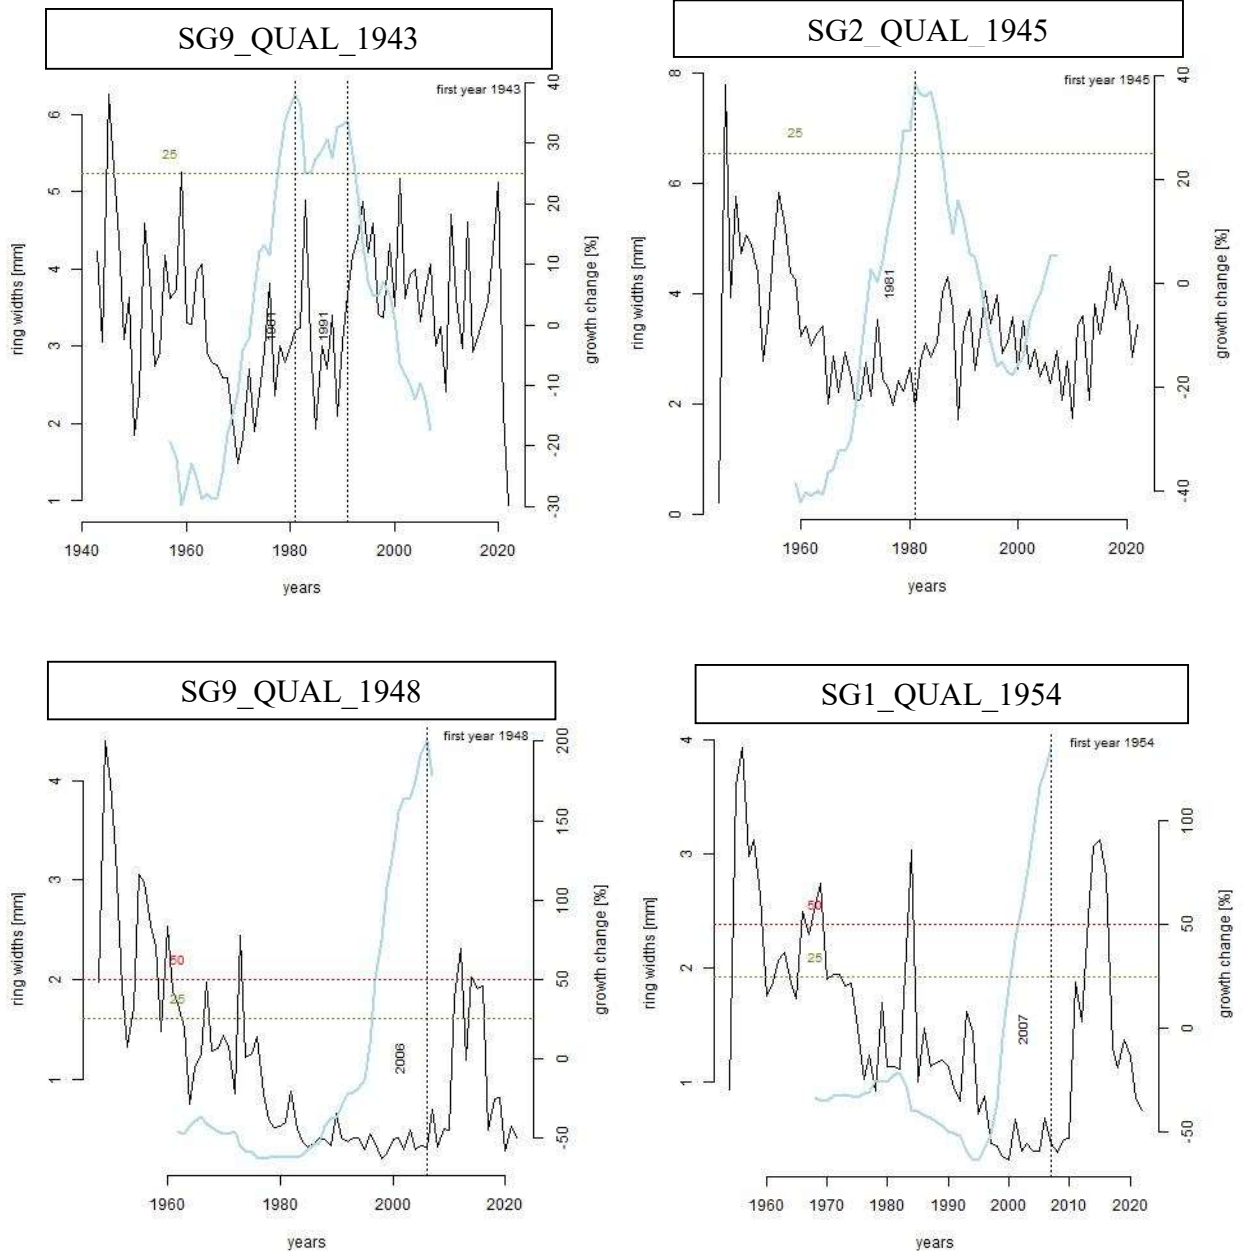 SG9_QUAL_1943
first year 1943
25
1981
1991
ring widths [mm]
1 2 3 4 5 6
growth change [%]
-30 -20 -10 0 10 20 30 40
1940 1960 1980 2000 2020
years
SG2_QUAL_1945
first year 1945
25
1981
ring widths [mm]
0 2 4 6 8
growth change [%]
-40 -20 0 20 40
1960 1980 2000 2020
years
SG9_QUAL_1948
first year 1948
50
25
2006
ring widths [mm]
1 2 3 4
growth change [%]
-50 0 50 100 150 200
1960 1980 2000 2020
years
SG1_QUAL_1954
first year 1954
50
25
2007
ring widths [mm]
1 2 3 4
growth change [%]
-50 0 50 100
1960 1970 1980 1990 2000 2010 2020
years